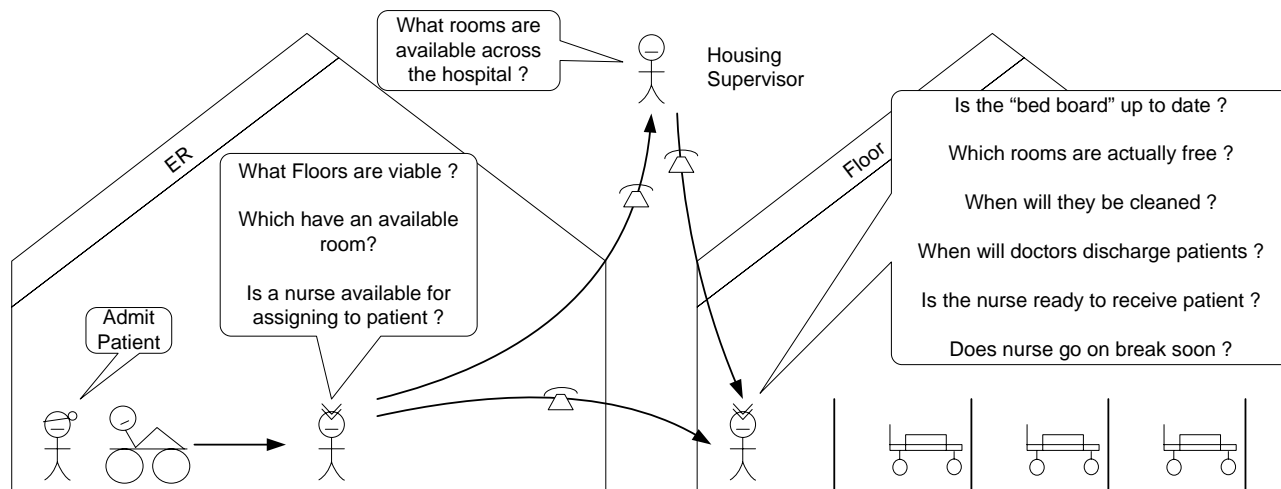 What rooms are
available across
the hospital ?
Housing
Supervisor
ER
What Floors are viable ?
Which have an available
room?
Is a nurse available for
assigning to patient ?
Admit
Patient
Floor
Is the “bed board” up to date ?
Which rooms are actually free ?
When will they be cleaned ?
When will doctors discharge patients ?
Is the nurse ready to receive patient ?
Does nurse go on break soon ?